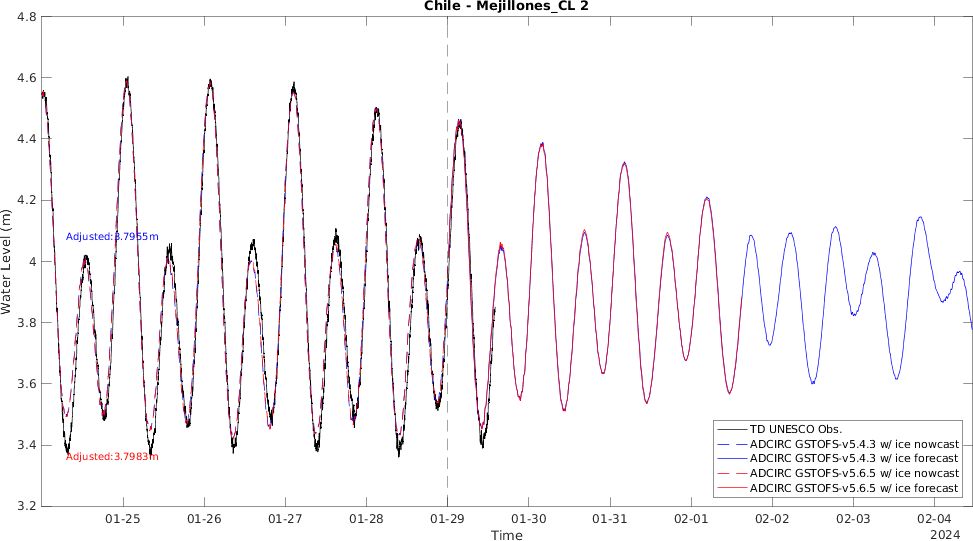 Chile - Mejillones_CL 2
Water Level (m)
4.8
4.6
4.4
4.2
4
3.8
3.6
3.4
3.2
Adjusted:3.7965m
Adjusted:3.7983m
TD UNESCO Obs.
ADCIRC GSTOFS-v5.4.3 w/ ice nowcast
ADCIRC GSTOFS-v5.4.3 w/ ice forecast
ADCIRC GSTOFS-v5.6.5 w/ ice nowcast
ADCIRC GSTOFS-v5.6.5 w/ ice forecast
01-25 01-26 01-27 01-28 01-29 01-30 01-31 02-01 02-02 02-03 02-04
Time
2024